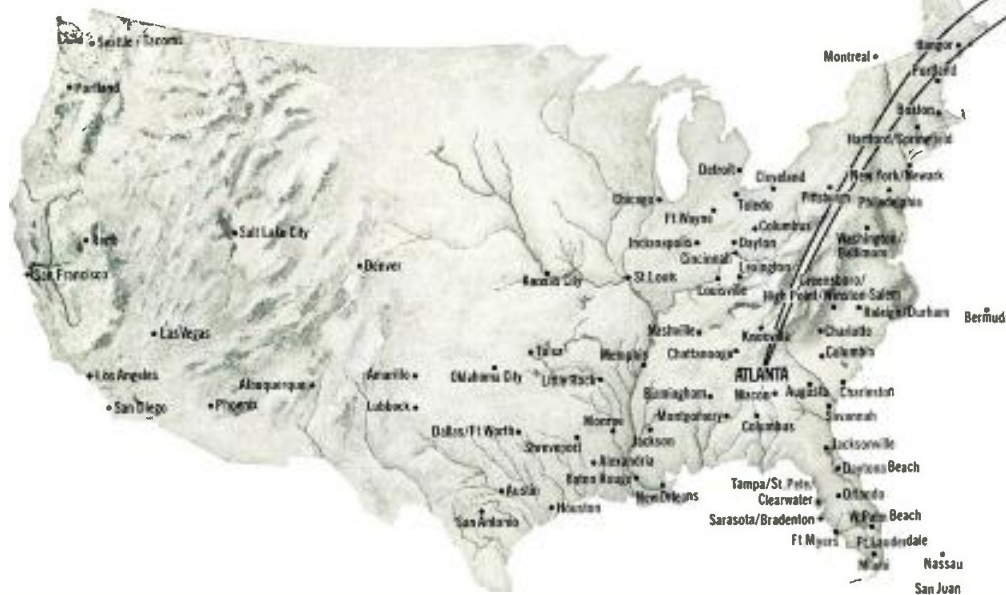 Seattle / Tacoma
Portland
Reno
San Francisco
Salt Lake City
Las Vegas
Los Angeles
San Diego
Phoenix
Albuquerque
Denver
Amarillo
Lubbock
Dallas/Ft Worth
Oklahoma City
Tulsa
Kansas City
St. Louis
Little Rock
Memphis
Monroe
Shreveport
Alexandria
Baton Rouge
New Orleans
Jackson
Austin
San Antonio
Houston
Chicago
Detroit
Cleveland
Toledo
Ft Wayne
Columbus
Indianapolis
Dayton
Cincinnati
Lexington
Louisville
Nashville
Knoxville
Chattanooga
ATLANTA
Birmingham
Macon
Augusta
Montgomery
Columbus
Montreal
Bangor
Portland
Boston
Hartford/Springfield
New York/Newark
Pittsburgh
Philadelphia
Washington/
Baltimore
Greensboro/
High Point/Winston-Salem
Raleigh/Durham
Charlotte
Columbia
Charleston
Savannah
Jacksonville
Daytona Beach
Tampa/St. Pete/
Clearwater
Orlando
Sarasota/Bradenton
W. Palm Beach
Ft Myers
Ft Lauderdale
Miami
Nassau
San Juan
Bermud